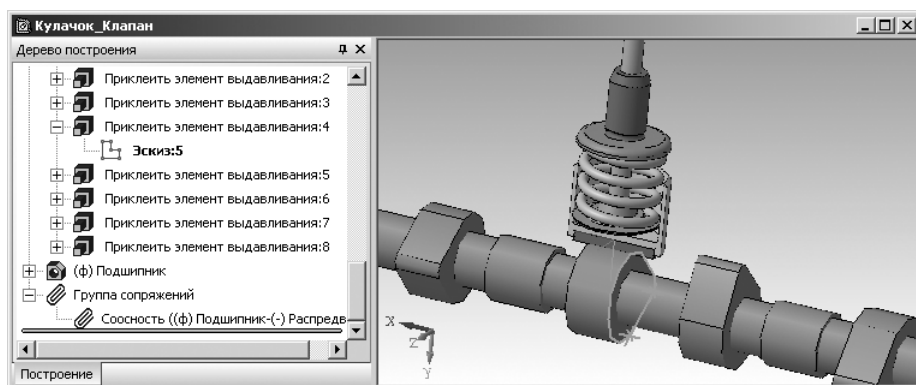 Кулачок_Клапан
Дерево построения
Приклеить элемент выдавливания:2
Приклеить элемент выдавливания:3
Приклеить элемент выдавливания:4
Эскиз:5
Приклеить элемент выдавливания:5
Приклеить элемент выдавливания:6
Приклеить элемент выдавливания:7
Приклеить элемент выдавливания:8
(ф) Подшипник
Группа сопряжений
Соосность ((ф) Подшипник-(-) Распредв
Построение
X
Z
Y